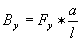 B_y = F_y * a/l